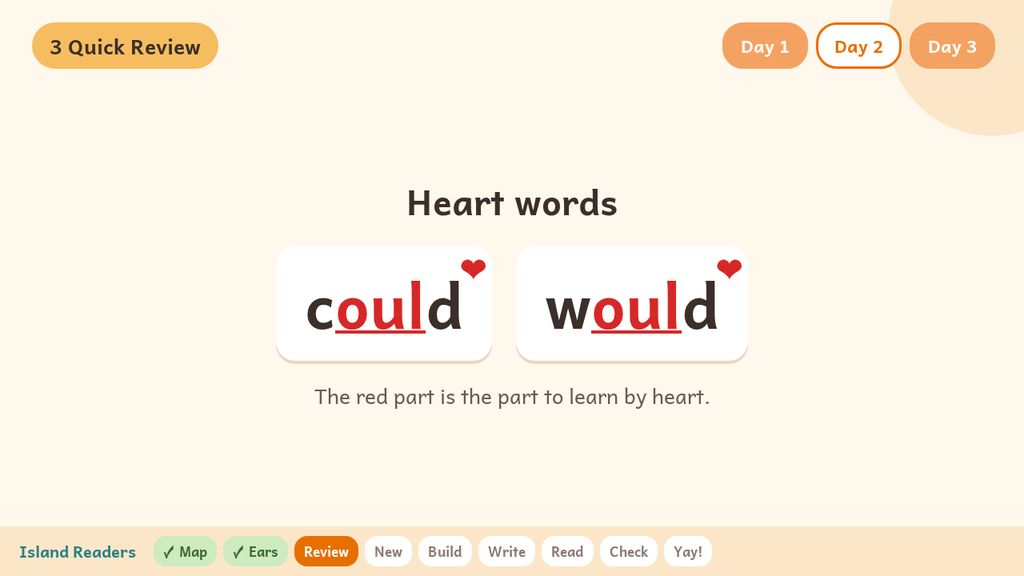 3 Quick Review
Day 1 Day 2 Day 3
Heart words
could ❤ would ❤
The red part is the part to learn by heart.
Island Readers ✓ Map ✓ Ears Review New Build Write Read Check Yay!